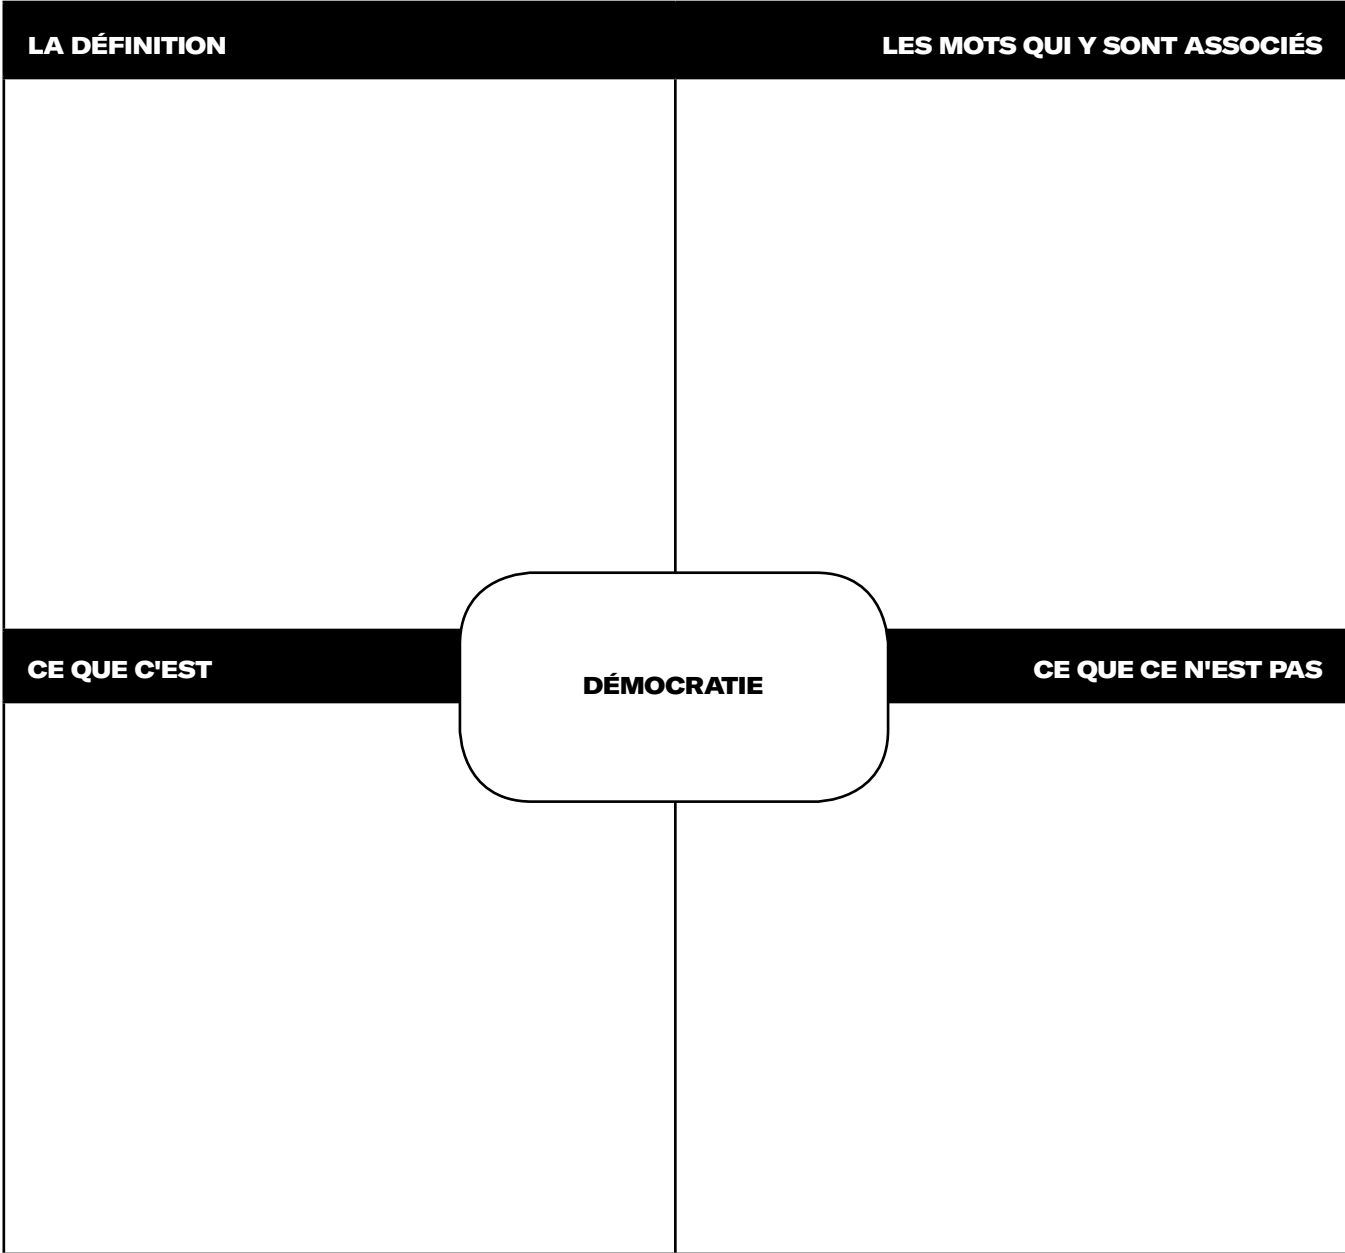 LA DÉFINITION
LES MOTS QUI Y SONT ASSOCIÉS
CE QUE C'EST
DÉMOCRATIE
CE QUE CE N'EST PAS